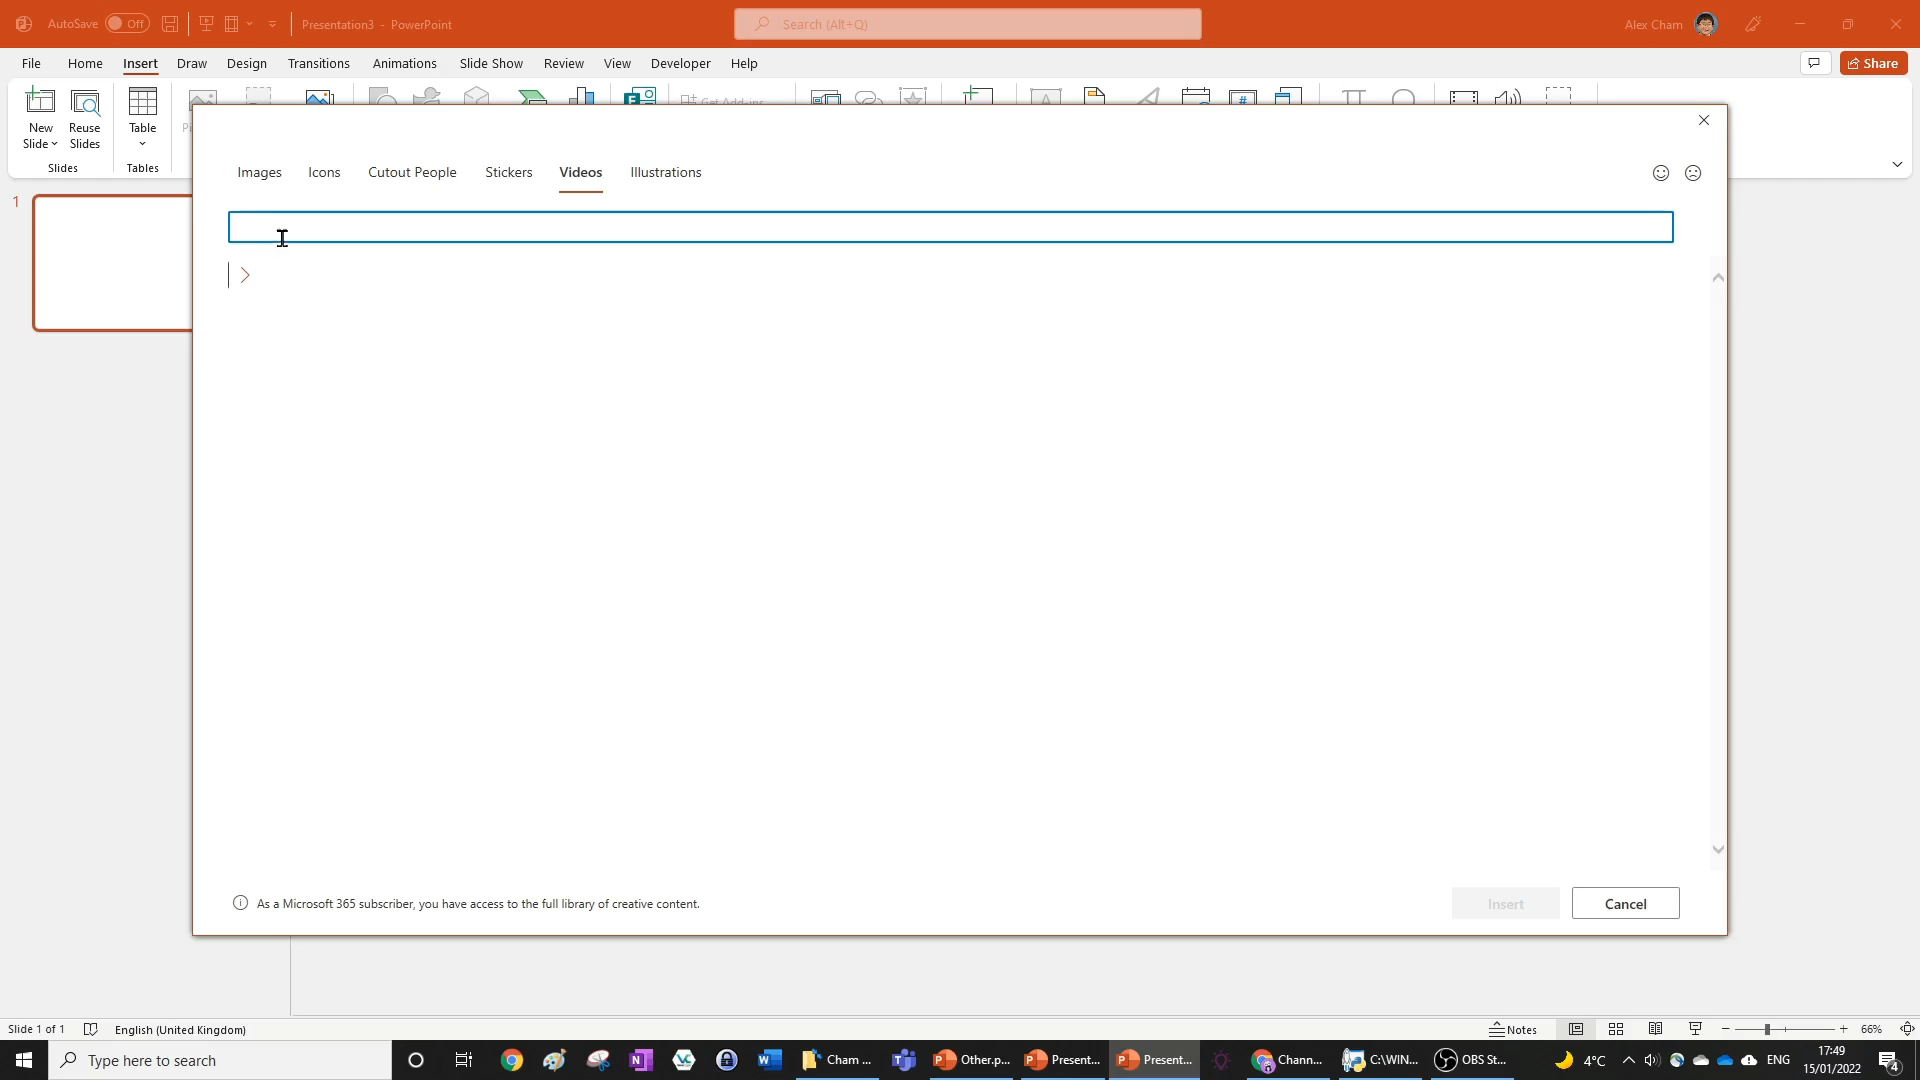 AutoSave Off Presentation3 - PowerPoint Search (Alt+Q) Alex Cham
File Home Insert Draw Design Transitions Animations Slide Show Review View Developer Help Share
New Slide Reuse Slides Table Get Add-ins
Slides Tables
Images Icons Cutout People Stickers Videos Illustrations
1
As a Microsoft 365 subscriber, you have access to the full library of creative content. Insert Cancel
Slide 1 of 1 English (United Kingdom) Notes 66%
Type here to search Cham ... Other.p... Present... Present... Chann... C:\WIN... OBS St... 4°C ENG 17:49
15/01/2022 4